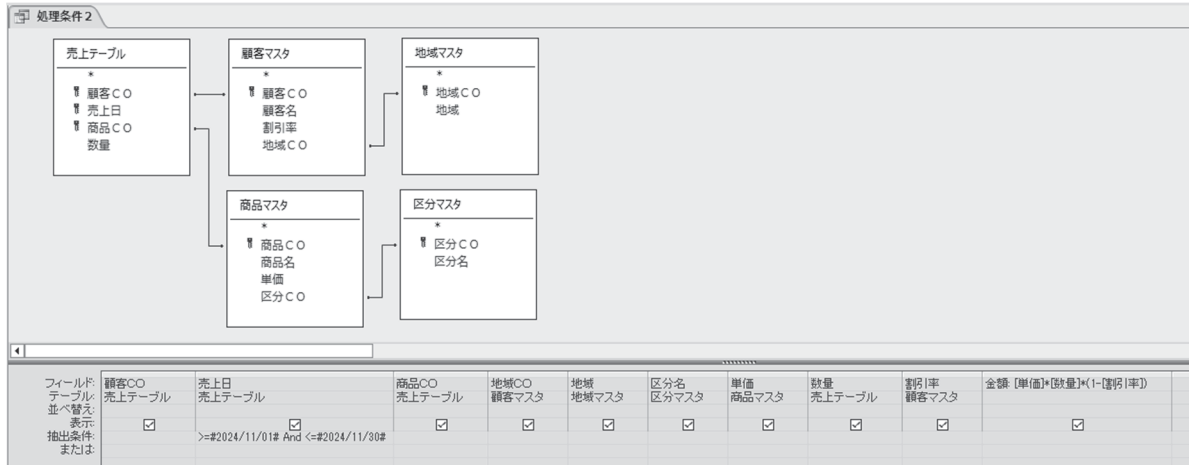 処理条件２
売上テーブル
*
顧客ＣＯ
売上日
商品ＣＯ
数量
顧客マスタ
*
顧客ＣＯ
顧客名
割引率
地域ＣＯ
地域マスタ
*
地域ＣＯ
地域
商品マスタ
*
商品ＣＯ
商品名
単価
区分ＣＯ
区分マスタ
*
区分ＣＯ
区分名
フィールド: 顧客CO 売上日 商品CO 地域CO 地域 区分名 単価 数量 割引率 金額: [単価]*[数量]*(1-[割引率])
テーブル: 売上テーブル 売上テーブル 売上テーブル 顧客マスタ 地域マスタ 区分マスタ 商品マスタ 売上テーブル 顧客マスタ
並べ替え:
表示:
抽出条件: >=#2024/11/01# And <=#2024/11/30#
または: